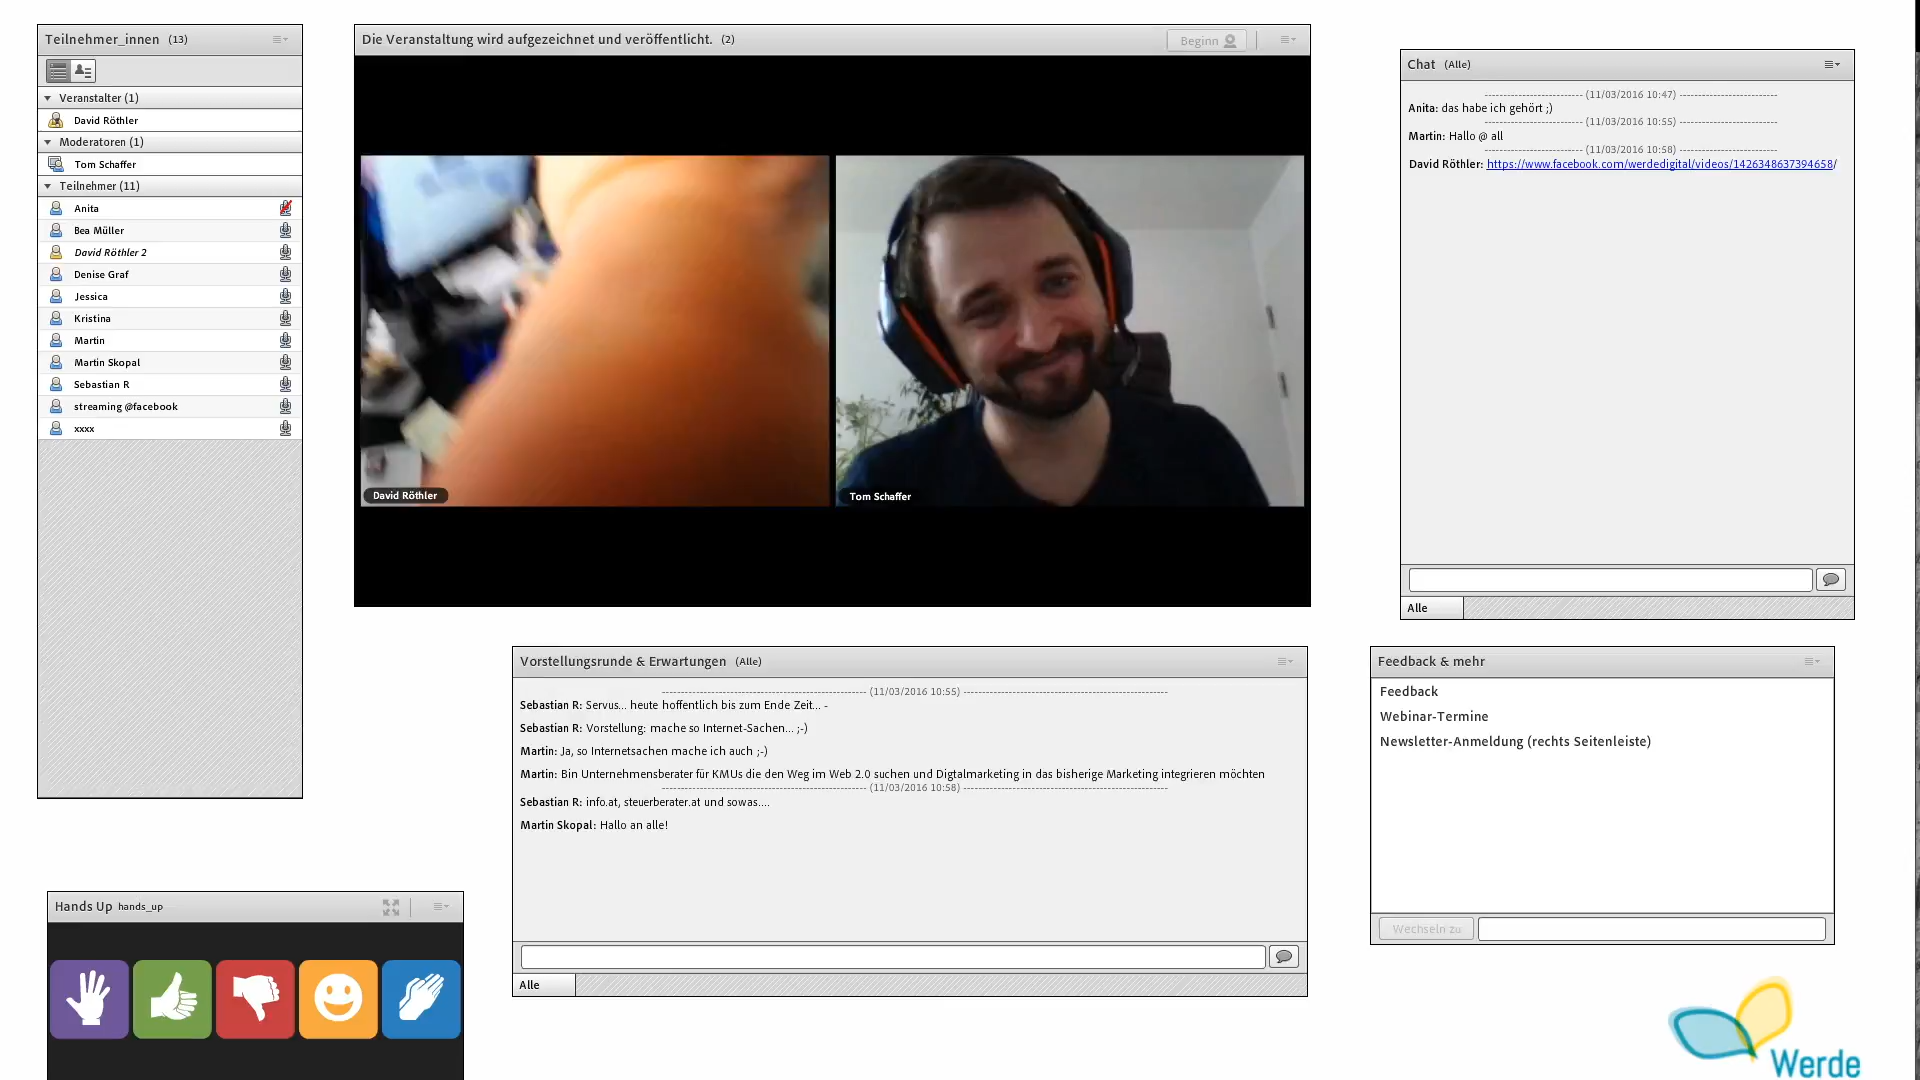 Teilnehmer_innen (13)
Veranstalter (1)
David Röthler
Moderatoren (1)
Tom Schaffer
Teilnehmer (11)
Anita
Bea Müller
David Röthler 2
Denise Graf
Jessica
Kristina
Martin
Martin Skopal
Sebastian R
streaming @facebook
xxxx
Die Veranstaltung wird aufgezeichnet und veröffentlicht. (2)
Beginn
David Röthler
Tom Schaffer
Chat (Alle)
------------------------- (11/03/2016 10:47) -------------------------
Anita: das habe ich gehört ;)
------------------------- (11/03/2016 10:55) -------------------------
Martin: Hallo @ all
------------------------- (11/03/2016 10:58) -------------------------
David Röthler: https://www.facebook.com/werdedigital/videos/1426348637394658/
Alle
Vorstellungsrunde & Erwartungen (Alle)
---------------------------------------------------- (11/03/2016 10:55) ----------------------------------------------------
Sebastian R: Servus... heute hoffentlich bis zum Ende Zeit... -
Sebastian R: Vorstellung: mache so Internet-Sachen... ;-)
Martin: Ja, so Internetsachen mache ich auch ;-)
Martin: Bin Unternehmensberater für KMUs die den Weg im Web 2.0 suchen und Digtalmarketing in das bisherige Marketing integrieren möchten
---------------------------------------------------- (11/03/2016 10:58) ----------------------------------------------------
Sebastian R: info.at, steuerberater.at und sowas....
Martin Skopal: Hallo an alle!
Alle
Feedback & mehr
Feedback
Webinar-Termine
Newsletter-Anmeldung (rechts Seitenleiste)
Wechseln zu
Hands Up hands_up
Werde